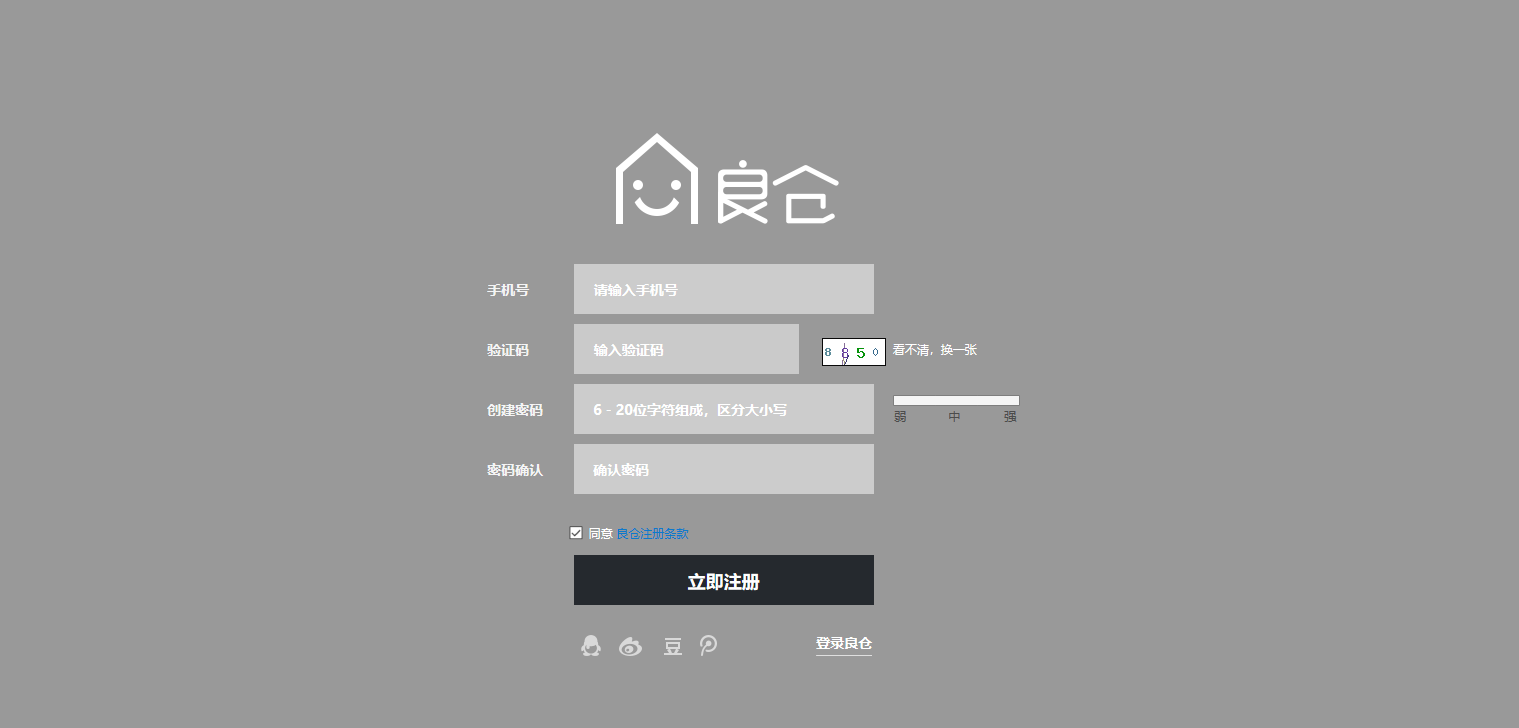 良仓
手机号 请输入手机号
验证码 输入验证码 8 8 5 0 看不清，换一张
创建密码 6 - 20位字符组成，区分大小写
弱 中 强
密码确认 确认密码
同意 良仓注册条款
立即注册
登录良仓